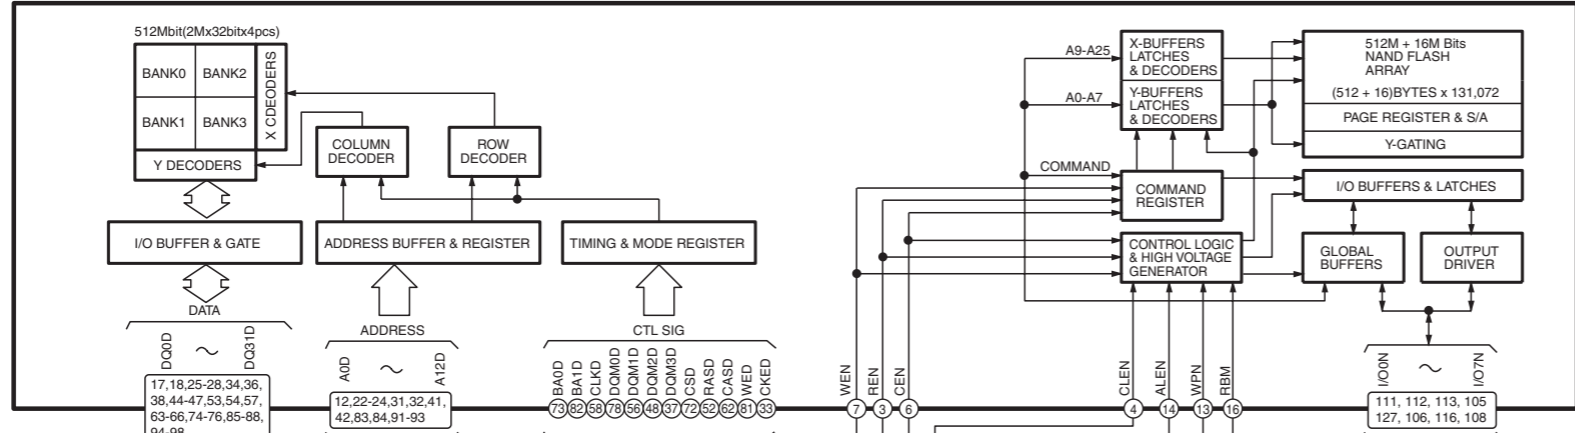 512Mbit(2Mx32bitx4pcs)
BANK0
BANK2
BANK1
BANK3
X CDEODERS
Y DECODERS
COLUMN
DECODER
ROW
DECODER
I/O BUFFER & GATE
ADDRESS BUFFER & REGISTER
TIMING & MODE REGISTER
DATA
DQ0D
~
DQ31D
17,18,25-28,34,36,
38,44-47,53,54,57,
63-66,74-76,85-88,
94-98
ADDRESS
A0D
~
A12D
12,22-24,31,32,41,
42,83,84,91-93
CTL SIG
BA0D
BA1D
CLKD
DQM0D
DQM1D
DQM2D
DQM3D
CSD
RASD
CASD
WED
CKED
73
82
58
78
56
48
37
72
52
62
81
33
A9-A25
A0-A7
COMMAND
X-BUFFERS
LATCHES
& DECODERS
Y-BUFFERS
LATCHES
& DECODERS
COMMAND
REGISTER
CONTROL LOGIC
& HIGH VOLTAGE
GENERATOR
512M + 16M Bits
NAND FLASH
ARRAY
(512 + 16)BYTES x 131,072
PAGE REGISTER & S/A
Y-GATING
I/O BUFFERS & LATCHES
GLOBAL
BUFFERS
OUTPUT
DRIVER
WEN
REN
CEN
CLEN
ALEN
WPN
RBM
7
3
6
4
14
13
16
I/O0N
~
I/O7N
111, 112, 113, 105
127, 106, 116, 108